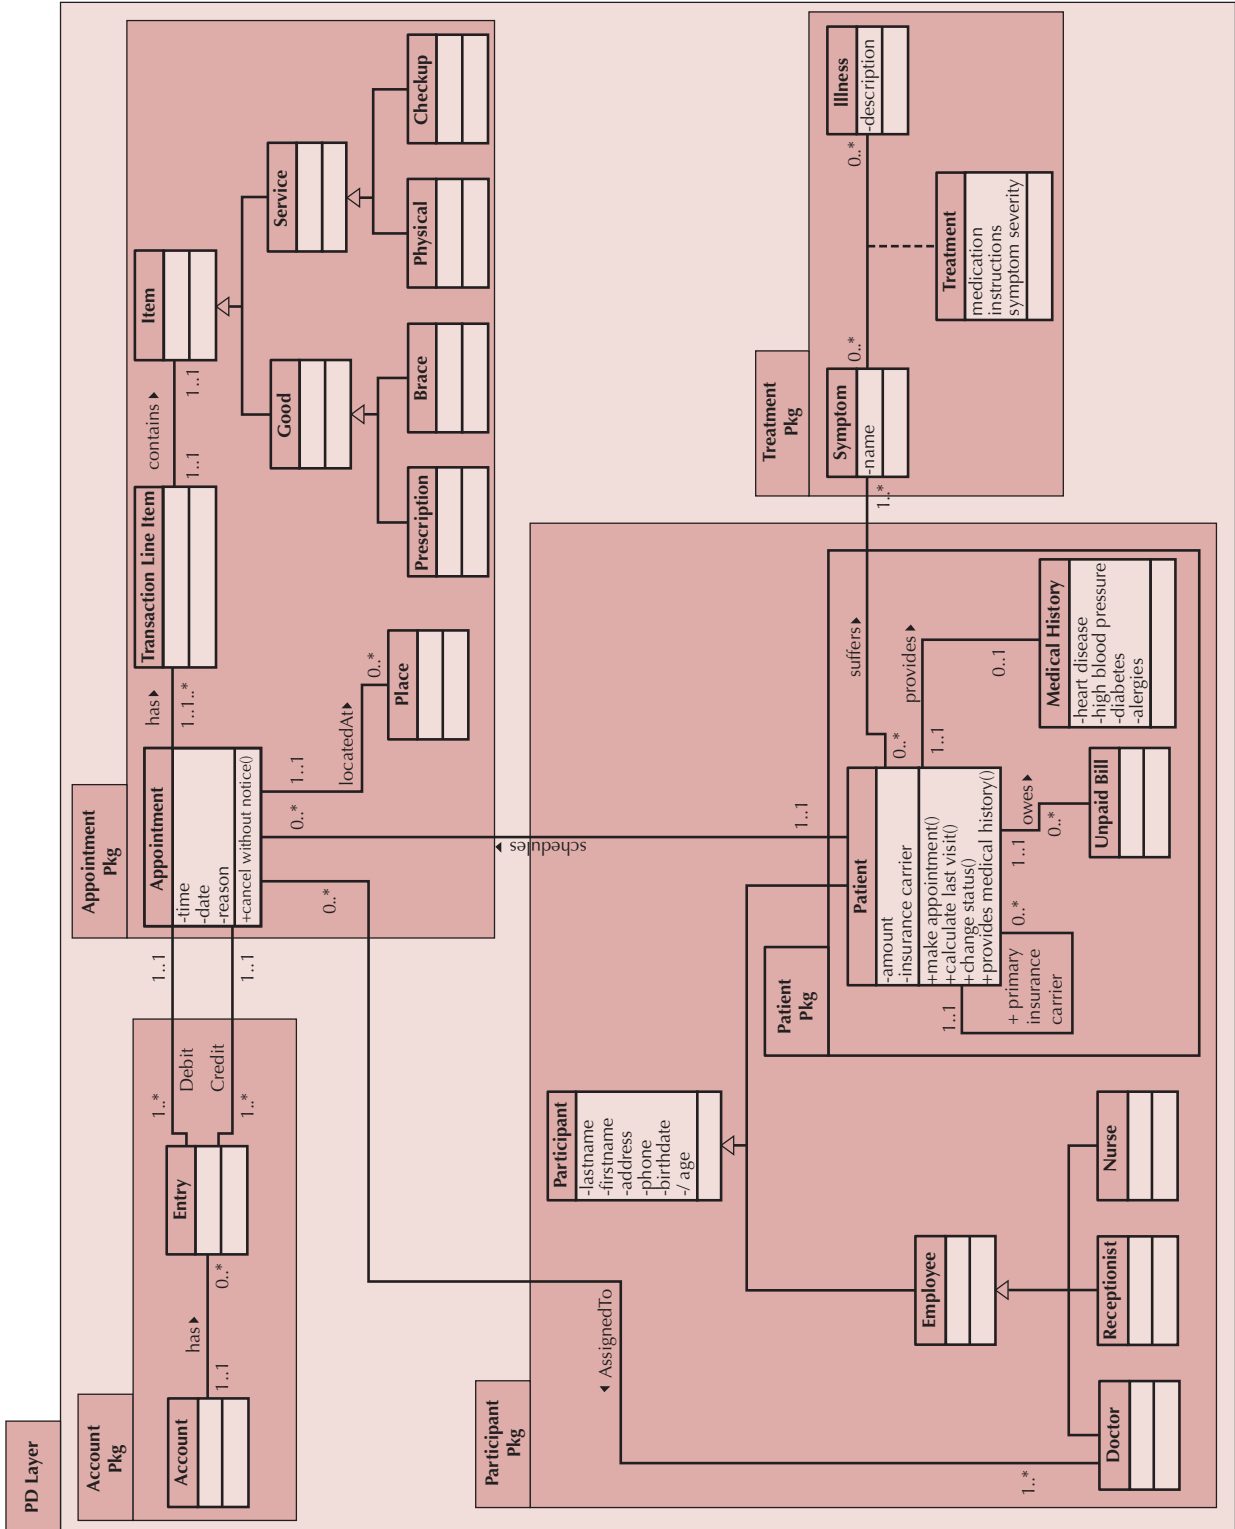 PD Layer
Account
Pkg
Account
has
1..1
0..*
Entry
1..*
Debit
1..1
Credit
1..*
1..1
Appointment
Pkg
Appointment
-time
-date
-reason
+cancel without notice()
has
1..1..*
Transaction Line Item
contains
1..1
1..1
Item
Good
Service
Prescription
Brace
Physical
Checkup
1..1
locatedAt
0..*
Place
0..*
0..*
schedules
1..1
AssignedTo
1..*
Participant
Pkg
Participant
-lastname
-firstname
-address
-phone
-birthdate
-/ age
Employee
Doctor
Receptionist
Nurse
Patient
Pkg
Patient
-amount
-insurance carrier
+make appointment()
+calculate last visit()
+change status()
+provides medical history()
1..1
+ primary
insurance
carrier
0..*
1..1
owes
0..*
Unpaid Bill
0..*
suffers
1..*
1..1
provides
0..1
Medical History
-heart disease
-high blood pressure
-diabetes
-alergies
Treatment
Pkg
Symptom
-name
0..*
0..*
Illness
-description
Treatment
medication
instructions
symptom severity